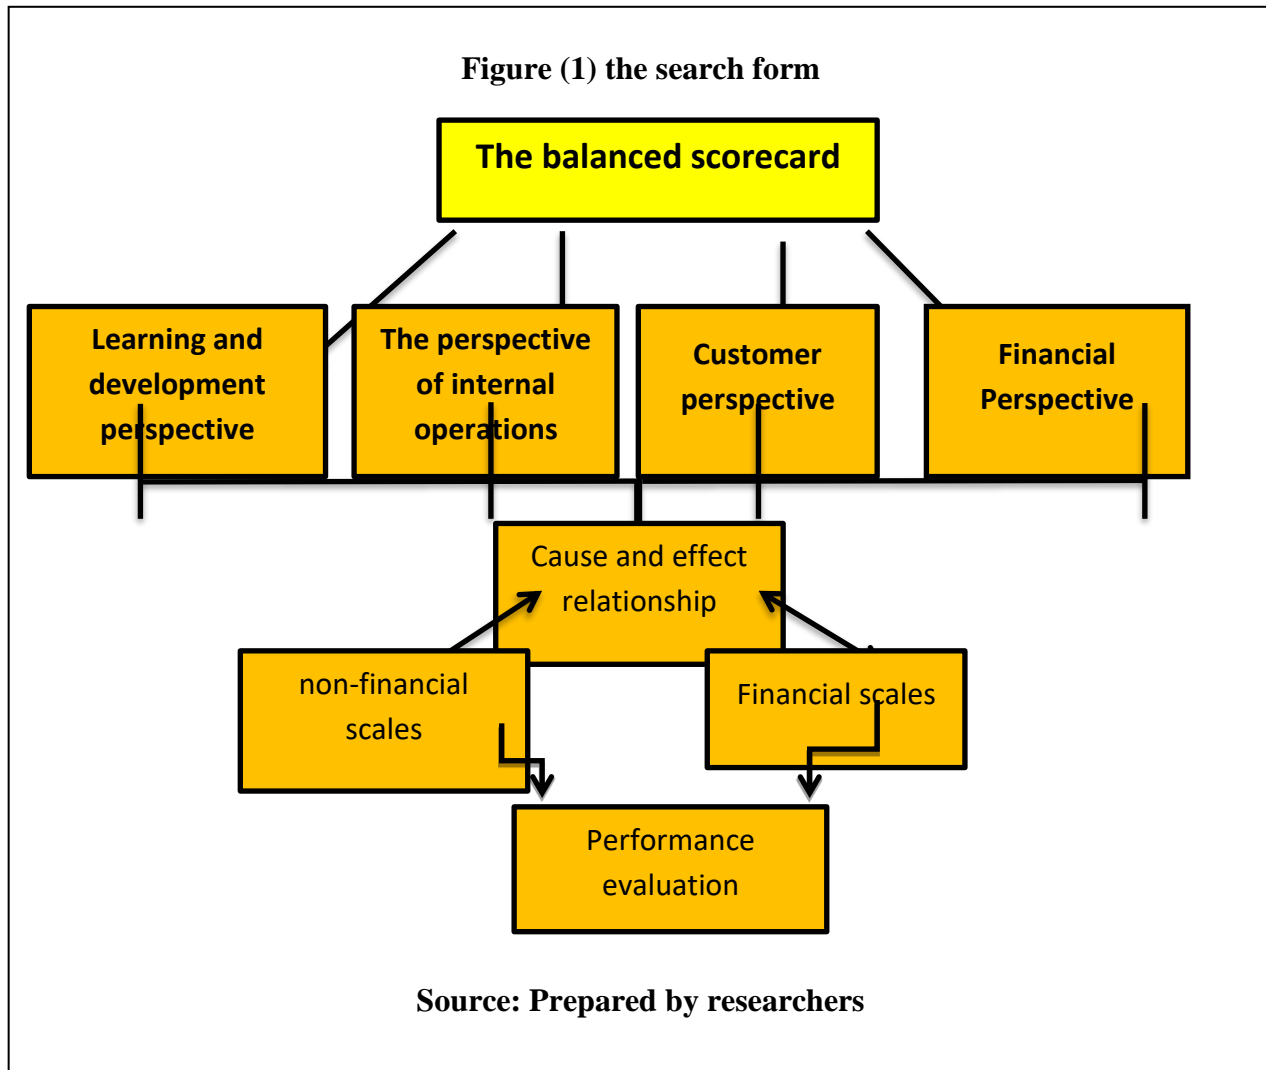 Figure (1) the search form
The balanced scorecard
Learning and
development
perspective
The perspective
of internal
operations
Customer
perspective
Financial
Perspective
Cause and effect
relationship
non-financial
scales
Financial scales
Performance
evaluation
Source: Prepared by researchers